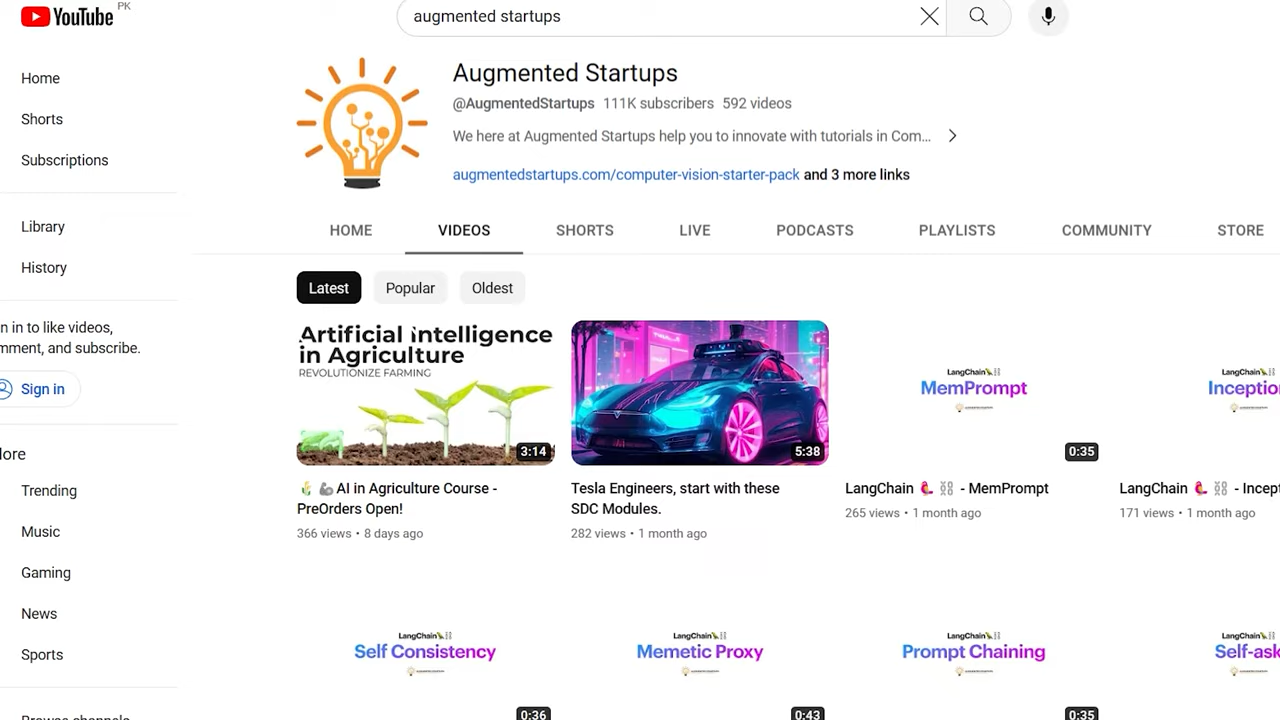 YouTube PK
augmented startups
Home
Shorts
Subscriptions
Library
History
n in to like videos,
mment, and subscribe.
Sign in
lore
Trending
Music
Gaming
News
Sports
Browse channels
Augmented Startups
@AugmentedStartups 111K subscribers 592 videos
We here at Augmented Startups help you to innovate with tutorials in Com...
augmentedstartups.com/computer-vision-starter-pack and 3 more links
HOME VIDEOS SHORTS LIVE PODCASTS PLAYLISTS COMMUNITY STORE
Latest Popular Oldest
Artificial Intelligence
in Agriculture
REVOLUTIONIZE FARMING
3:14
AI in Agriculture Course -
PreOrders Open!
366 views • 8 days ago
5:38
Tesla Engineers, start with these
SDC Modules.
282 views • 1 month ago
LangChain
MemPrompt
0:35
LangChain 🦜 ⛓ - MemPrompt
265 views • 1 month ago
LangChain
Inceptio
LangChain 🦜 ⛓ - Incept
171 views • 1 month ago
LangChain
Self Consistency
0:36
LangChain
Memetic Proxy
0:43
LangChain
Prompt Chaining
0:35
LangChain
Self-ask